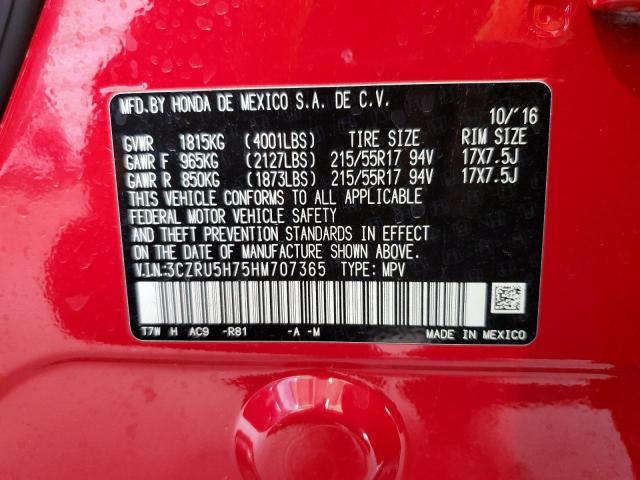 MFD. BY HONDA DE MEXICO S.A. DE C.V.
10/ ̋16
GVWR 1815KG (4001LBS) TIRE SIZE RIM SIZE
GAWR F 965KG (2127LBS) 215/55R17 94V 17X7.5J
GAWR R 850KG (1873LBS) 215/55R17 94V 17X7.5J
THIS VEHICLE CONFORMS TO ALL APPLICABLE
FEDERAL MOTOR VEHICLE SAFETY
AND THEFT PREVENTION STANDARDS IN EFFECT
ON THE DATE OF MANUFACTURE SHOWN ABOVE.
V.I.N.:3CZRU5H75HM707365 TYPE: MPV
T7W H AC9 -R81 -A -M
MADE IN MEXICO